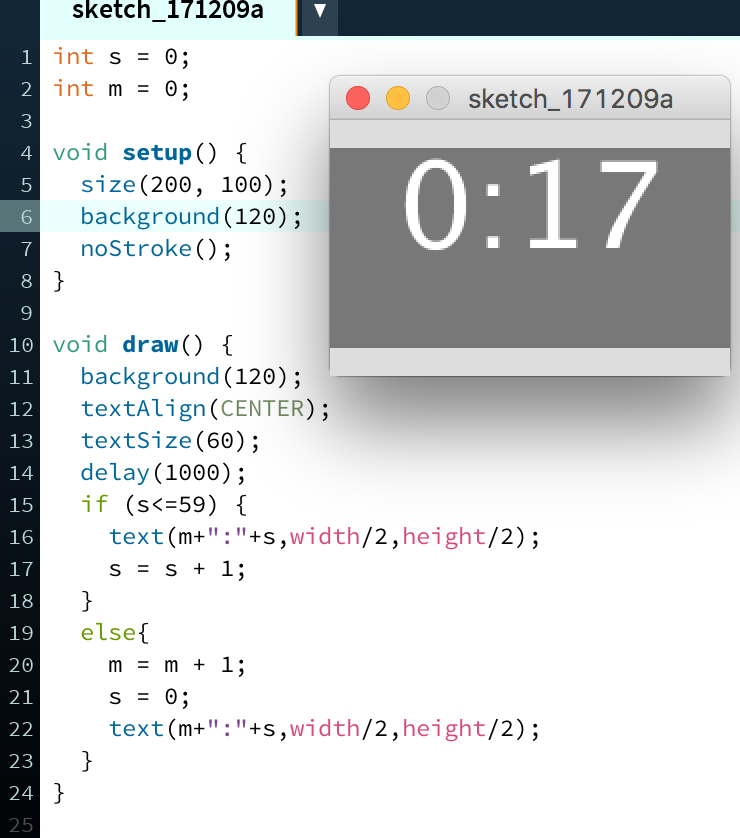 sketch_171209a ▼
1 int s = 0;
2 int m = 0;
3
4 void setup() {
5   size(200, 100);
6   background(120);
7   noStroke();
8 }
9
10 void draw() {
11   background(120);
12   textAlign(CENTER);
13   textSize(60);
14   delay(1000);
15   if (s<=59) {
16     text(m+":"+s,width/2,height/2);
17     s = s + 1;
18   }
19   else{
20     m = m + 1;
21     s = 0;
22     text(m+":"+s,width/2,height/2);
23   }
24 }
25
sketch_171209a
0:17